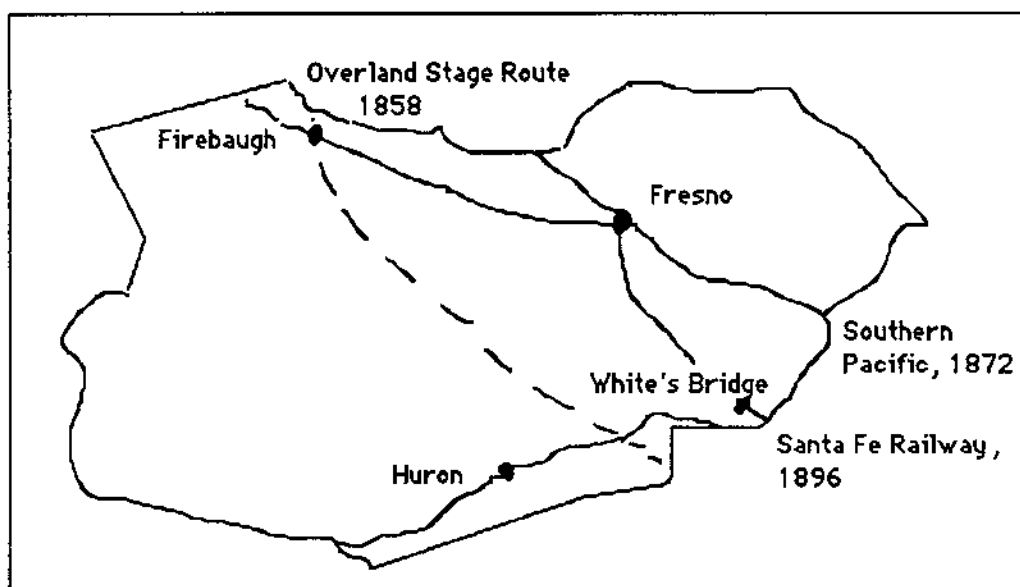 Overland Stage Route
1858
Firebaugh
Fresno
Southern
Pacific, 1872
White's Bridge
Santa Fe Railway,
1896
Huron